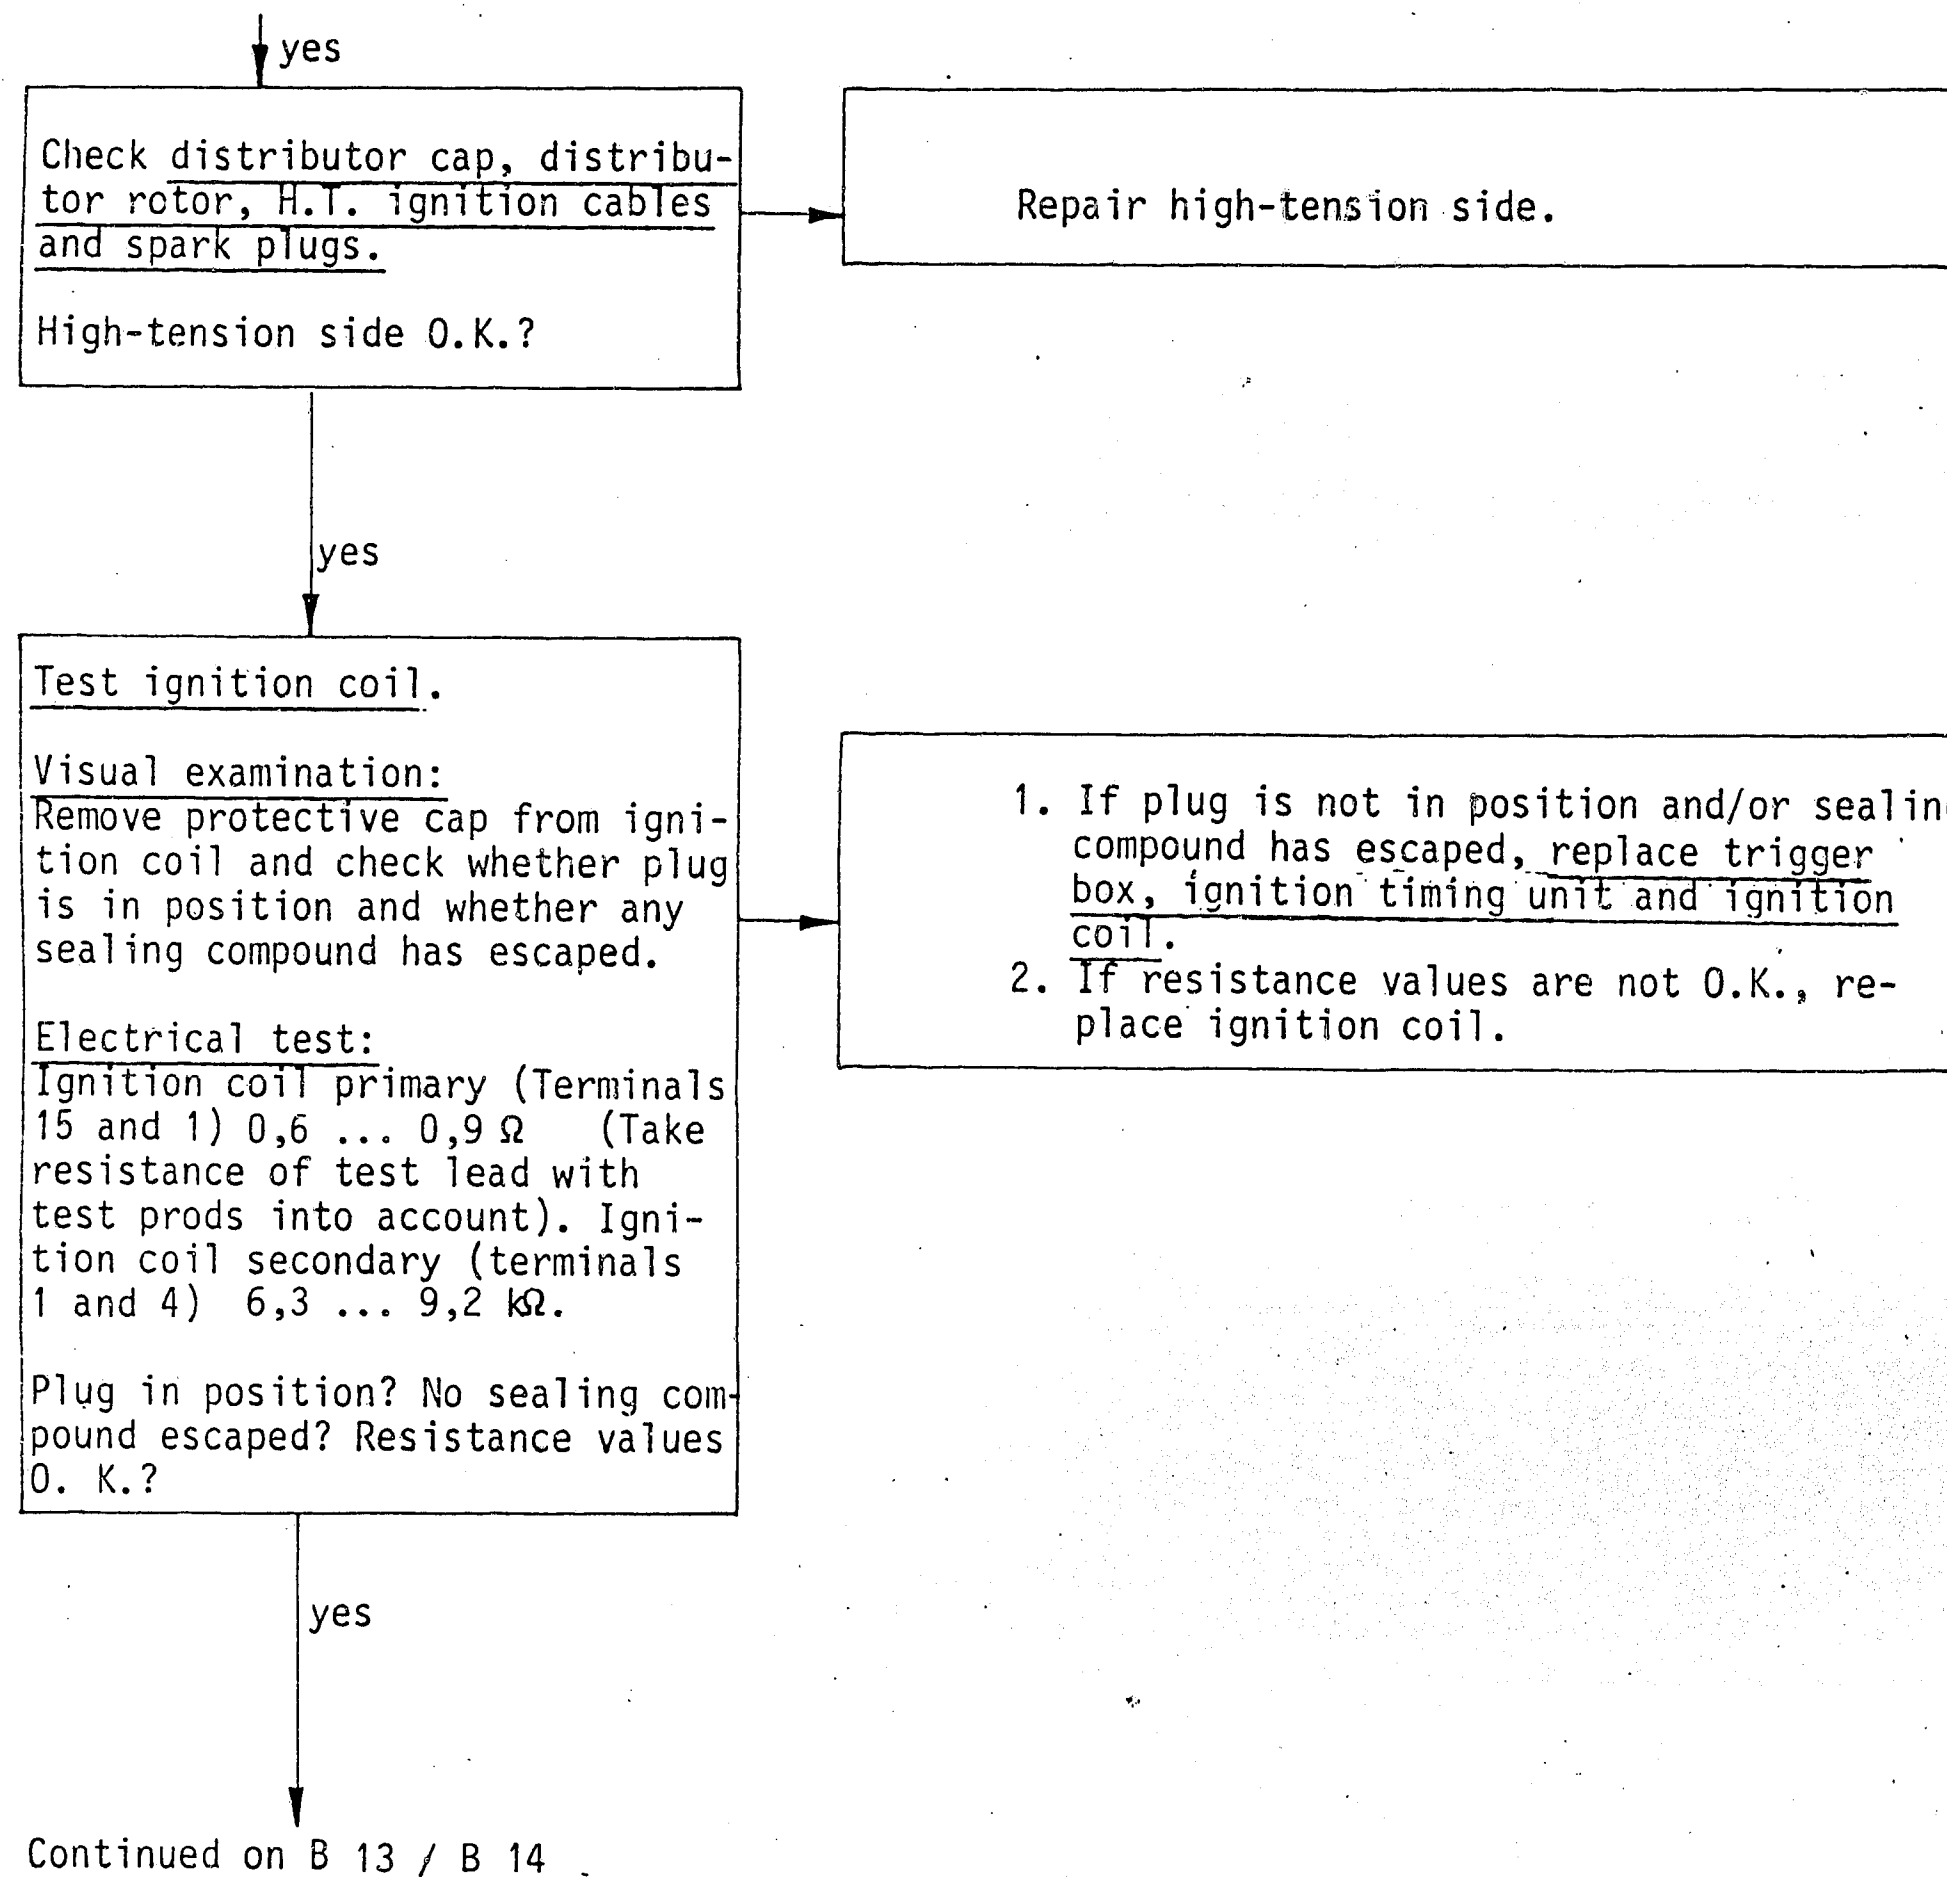 yes
Check distributor cap, distribu-
tor rotor, H.T. ignition cables
and spark plugs.
High-tension side O.K.?
Repair high-tension side.
yes
Test ignition coil.
Visual examination:
Remove protective cap from igni-
tion coil and check whether plug
is in position and whether any
sealing compound has escaped.
Electrical test:
Ignition coil primary (Terminals
15 and 1) 0,6 ... 0,9 Ω (Take
resistance of test lead with
test prods into account). Igni-
tion coil secondary (terminals
1 and 4) 6,3 ... 9,2 kΩ.
Plug in position? No sealing com-
pound escaped? Resistance values
O. K.?
1. If plug is not in position and/or sealin
compound has escaped, replace trigger
box, ignition timing unit and ignition
coil.
2. If resistance values are not O.K., re-
place ignition coil.
yes
Continued on B 13 / B 14